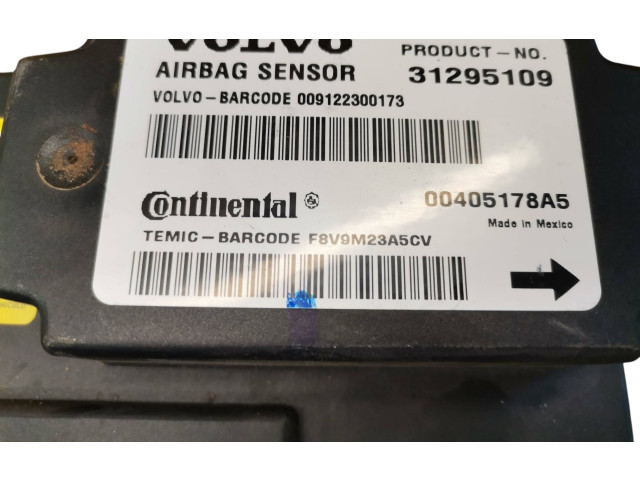 VOLVO
PRODUCT-NO.
AIRBAG SENSOR
31295109
VOLVO-BARCODE 009122300173
Continental
00405178A5
Made in Mexico
TEMIC-BARCODE F8V9M23A5CV